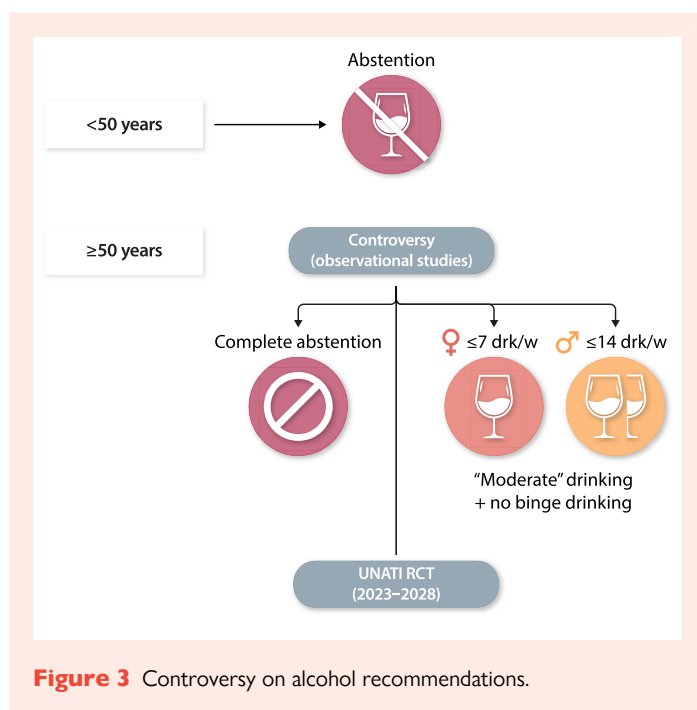 Abstention
<50 years
≥50 years
Controversy
(observational studies)
Complete abstention
♀ ≤7 drk/w
♂ ≤14 drk/w
“Moderate” drinking
+ no binge drinking
UNATI RCT
(2023–2028)
Figure 3 Controversy on alcohol recommendations.